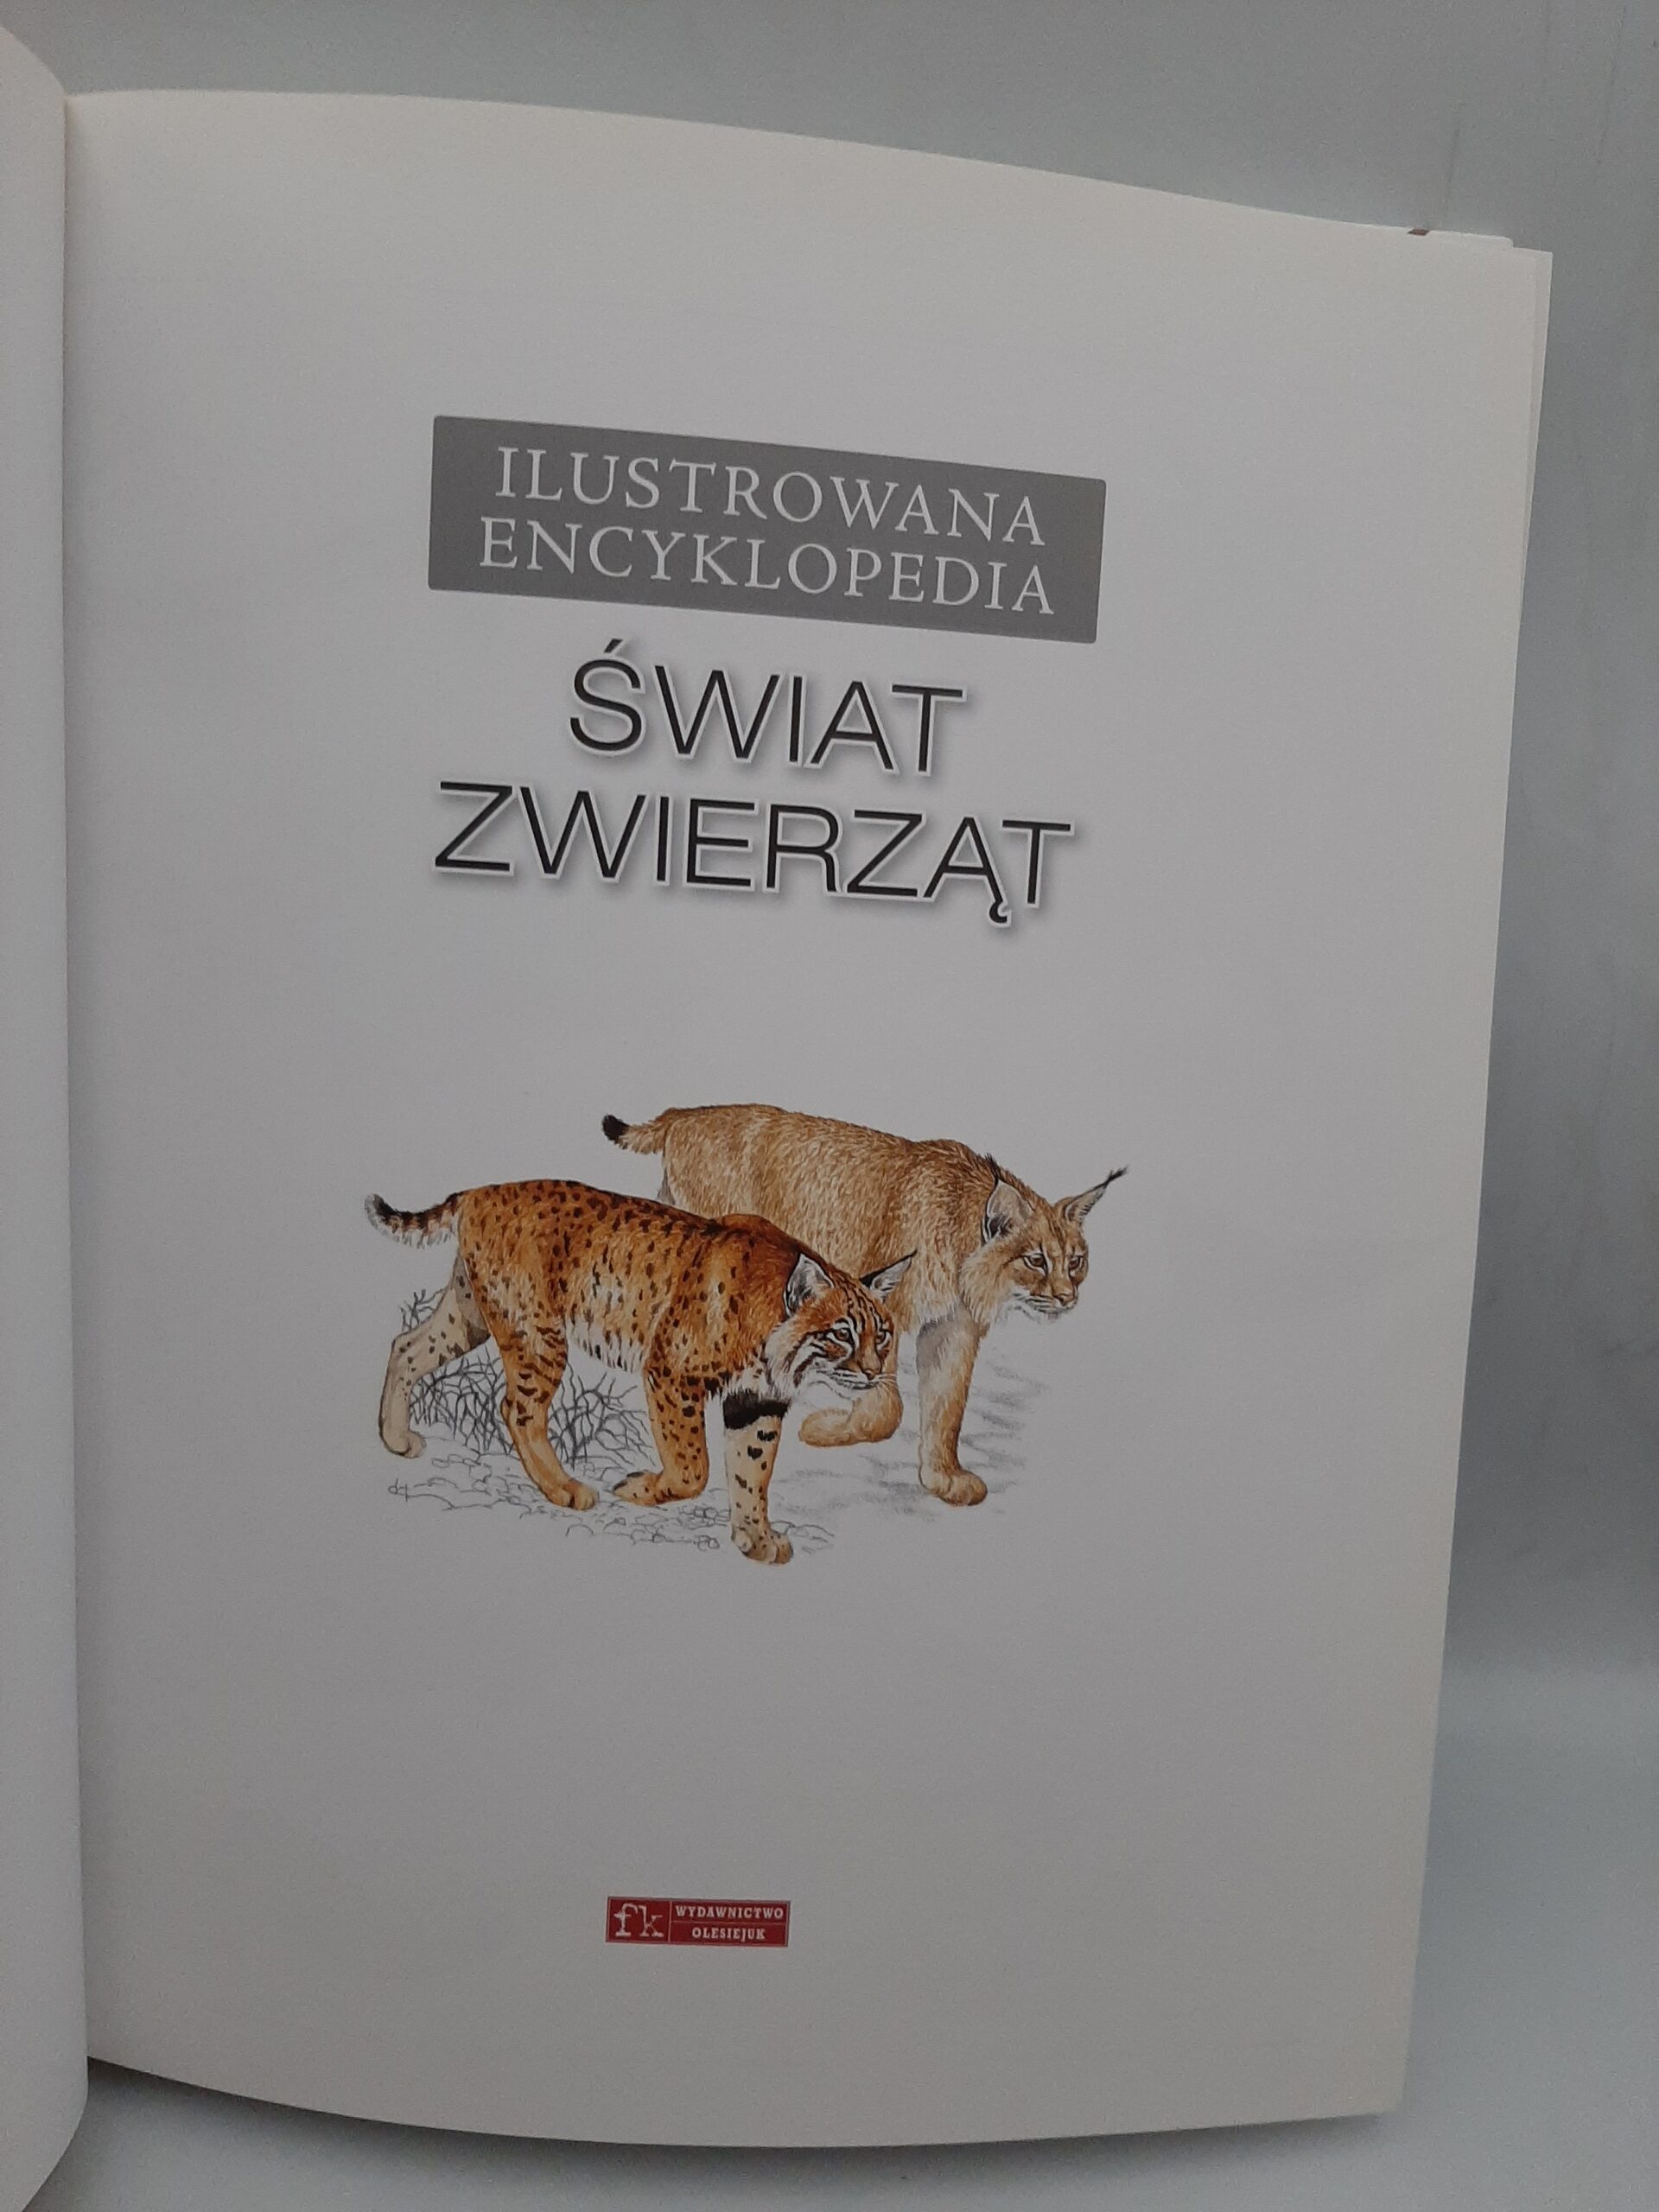 ILUSTROWANA
ENCYKLOPEDIA
ŚWIAT
ZWIERZĄT
fk
WYDAWNICTWO
OLESIEJUK